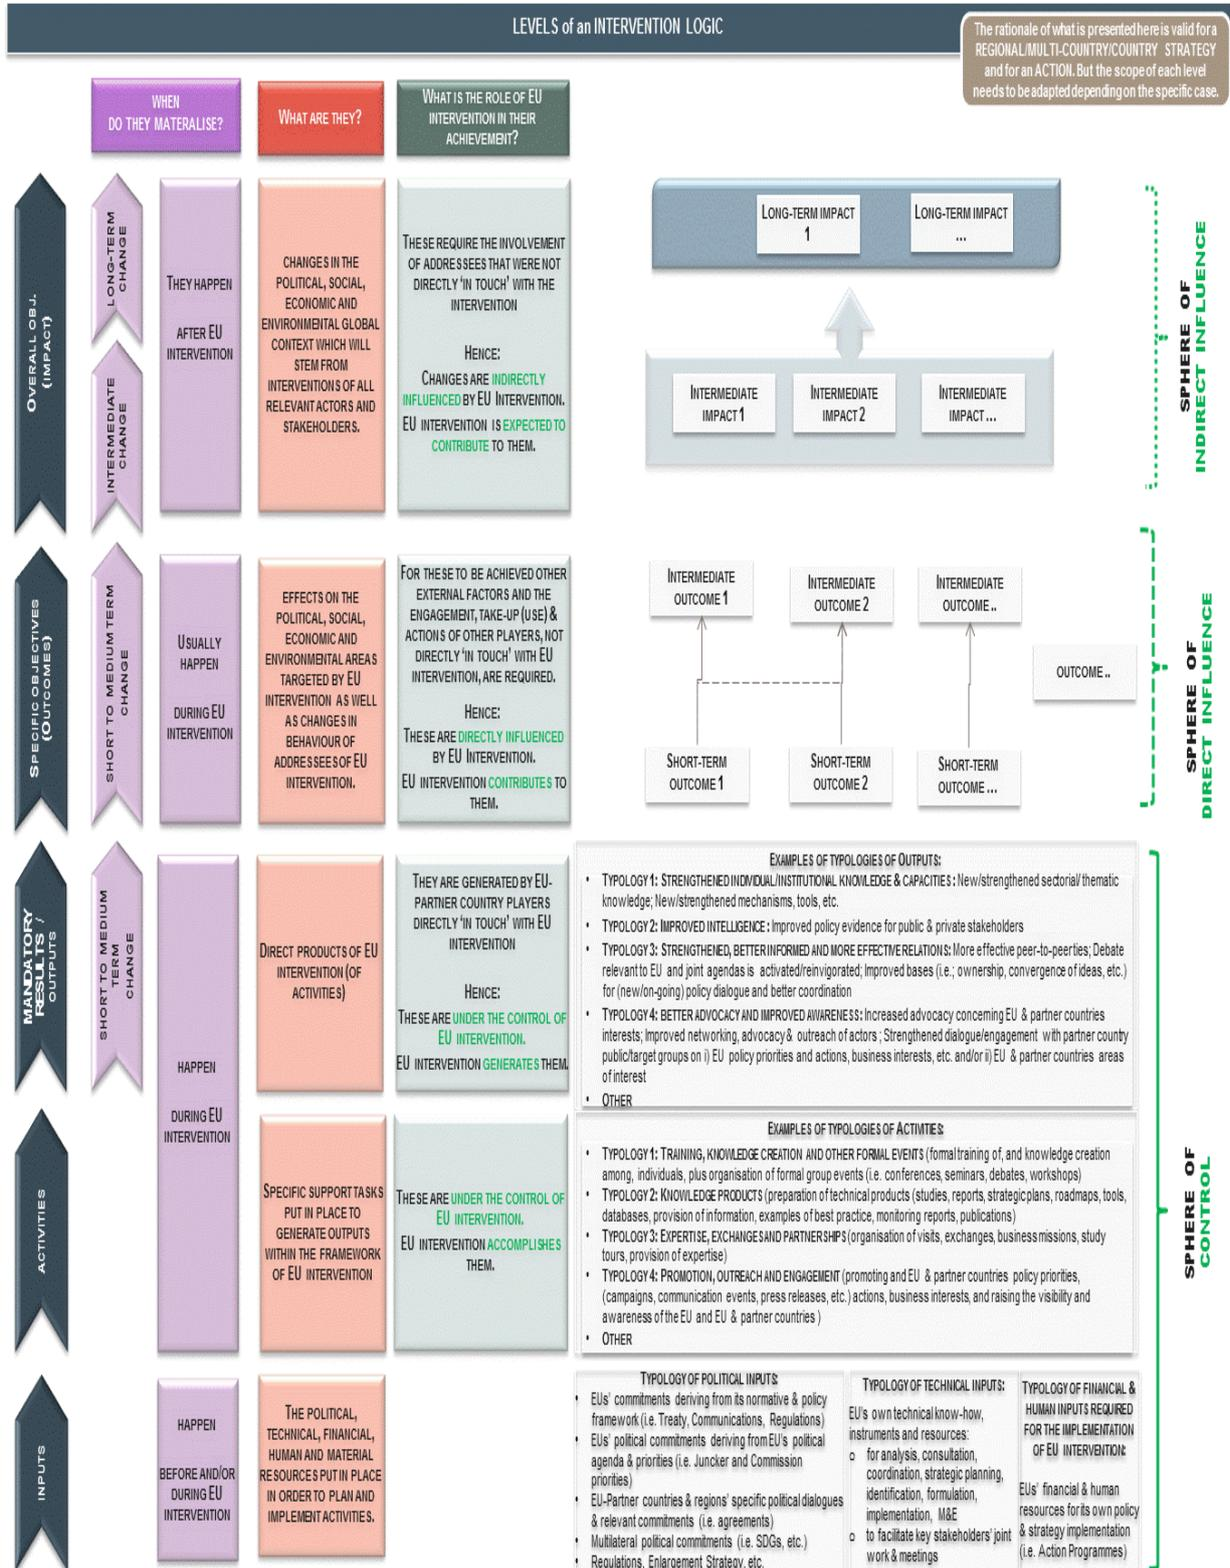 LEVELS of an INTERVENTION LOGIC
The rationale of what is presented here is valid for a
REGIONAL/MULTI-COUNTRY/COUNTRY STRATEGY
and for an ACTION. But the scope of each level
needs to be adapted depending on the specific case.
WHEN
DO THEY MATERALISE?
WHAT ARE THEY?
WHAT IS THE ROLE OF EU
INTERVENTION IN THEIR
ACHIEVEMENT?
OVERALL OBJ.
(IMPACT)
LONG-TERM
CHANGE
INTERMEDIATE
CHANGE
THEY HAPPEN
AFTER EU
INTERVENTION
CHANGES IN THE
POLITICAL, SOCIAL,
ECONOMIC AND
ENVIRONMENTAL GLOBAL
CONTEXT WHICH WILL
STEM FROM
INTERVENTIONS OF ALL
RELEVANT ACTORS AND
STAKEHOLDERS.
THESE REQUIRE THE INVOLVEMENT
OF ADDRESSEES THAT WERE NOT
DIRECTLY 'IN TOUCH' WITH THE
INTERVENTION
HENCE:
CHANGES ARE INDIRECTLY
INFLUENCED BY EU INTERVENTION.
EU INTERVENTION IS EXPECTED TO
CONTRIBUTE TO THEM.
LONG-TERM IMPACT
1
LONG-TERM IMPACT
...
INTERMEDIATE
IMPACT 1
INTERMEDIATE
IMPACT 2
INTERMEDIATE
IMPACT ...
SPHERE OF
INDIRECT INFLUENCE
SPECIFIC OBJECTIVES
(OUTCOMES)
SHORT TO MEDIUM TERM
CHANGE
USUALLY
HAPPEN
DURING EU
INTERVENTION
EFFECTS ON THE
POLITICAL, SOCIAL,
ECONOMIC AND
ENVIRONMENTAL AREAS
TARGETED BY EU
INTERVENTION AS WELL
AS CHANGES IN
BEHAVIOUR OF
ADDRESSEES OF EU
INTERVENTION.
FOR THESE TO BE ACHIEVED OTHER
EXTERNAL FACTORS AND THE
ENGAGEMENT, TAKE-UP (USE) &
ACTIONS OF OTHER PLAYERS, NOT
DIRECTLY 'IN TOUCH' WITH EU
INTERVENTION, ARE REQUIRED.
HENCE:
THESE ARE DIRECTLY INFLUENCED
BY EU INTERVENTION.
EU INTERVENTION CONTRIBUTES TO
THEM.
INTERMEDIATE
OUTCOME 1
INTERMEDIATE
OUTCOME 2
INTERMEDIATE
OUTCOME ..
OUTCOME ..
SHORT-TERM
OUTCOME 1
SHORT-TERM
OUTCOME 2
SHORT-TERM
OUTCOME ...
SPHERE OF
DIRECT INFLUENCE
MANDATORY
RESULTS /
OUTPUTS
SHORT TO MEDIUM
TERM
CHANGE
HAPPEN
DURING EU
INTERVENTION
DIRECT PRODUCTS OF EU
INTERVENTION (OF
ACTIVITIES)
THEY ARE GENERATED BY EU-
PARTNER COUNTRY PLAYERS
DIRECTLY 'IN TOUCH' WITH EU
INTERVENTION
HENCE:
THESE ARE UNDER THE CONTROL OF
EU INTERVENTION.
EU INTERVENTION GENERATES THEM.
EXAMPLES OF TYPOLOGIES OF OUTPUTS:
• TYPOLOGY 1: STRENGTHENED INDIVIDUAL/INSTITUTIONAL KNOWLEDGE & CAPACITIES: New/strengthened sectorial/ thematic
knowledge; New/strengthened mechanisms, tools, etc.
• TYPOLOGY 2: IMPROVED INTELLIGENCE: Improved policy evidence for public & private stakeholders
• TYPOLOGY 3: STRENGTHENED, BETTER INFORMED AND MORE EFFECTIVE RELATIONS: More effective peer-to-peerties; Debate
relevant to EU and joint agendas is activated/reinvigorated; Improved bases (i.e.; ownership, convergence of ideas, etc.)
for (new/on-going) policy dialogue and better coordination
• TYPOLOGY 4: BETTER ADVOCACY AND IMPROVED AWARENESS: Increased advocacy concerning EU & partner countries
interests; Improved networking, advocacy & outreach of actors; Strengthened dialogue/engagement with partner county
public/target groups on i) EU policy priorities and actions, business interests, etc. and/or ii) EU & partner countries areas
of interest
• OTHER
ACTIVITIES
SPECIFIC SUPPORT TASKS
PUT IN PLACE TO
GENERATE OUTPUTS
WITHIN THE FRAMEWORK
OF EU INTERVENTION
THESE ARE UNDER THE CONTROL OF
EU INTERVENTION.
EU INTERVENTION ACCOMPLISHES
THEM.
EXAMPLES OF TYPOLOGIES OF ACTIVITIES:
• TYPOLOGY 1: TRAINING, KNOWLEDGE CREATION AND OTHER FORMAL EVENTS (formal training of, and knowledge creation
among, individuals, plus organisation of formal group events (i.e. conferences, seminars, debates, workshops)
• TYPOLOGY 2: KNOWLEDGE PRODUCTS (preparation of technical products (studies, reports, strategic plans, roadmaps, tools,
databases, provision of information, examples of best practice, monitoring reports, publications)
• TYPOLOGY 3: EXPERTISE, EXCHANGES AND PARTNERSHIPS (organisation of visits, exchanges, business missions, study
tours, provision of expertise)
• TYPOLOGY 4: PROMOTION, OUTREACH AND ENGAGEMENT (promoting and EU & partner countries policy priorities,
(campaigns, communication events, press releases, etc.) actions, business interests, and raising the visibility and
awareness of the EU and EU & partner countries )
• OTHER
SPHERE OF
CONTROL
INPUTS
HAPPEN
BEFORE AND/OR
DURING EU
INTERVENTION
THE POLITICAL,
TECHNICAL, FINANCIAL,
HUMAN AND MATERIAL
RESOURCES PUT IN PLACE
IN ORDER TO PLAN AND
IMPLEMENT ACTIVITIES.
TYPOLOGY OF POLITICAL INPUTS:
• EUs' commitments deriving from its normative & policy
framework (i.e. Treaty, Communications, Regulations)
• EUs' political commitments deriving from EU's political
agenda & priorities (i.e. Juncker and Commission
priorities)
• EU-Partner countries & regions' specific political dialogues
& relevant commitments (i.e. agreements)
• Multilateral political commitments (i.e. SDGs, etc.)
• Regulations, Enlargement Strategy, etc.
TYPOLOGY OF TECHNICAL INPUTS:
EU's own technical know-how,
instruments and resources:
o for analysis, consultation,
coordination, strategic planning,
identification, formulation,
implementation, M&E
o to facilitate key stakeholders' joint
work & meetings
TYPOLOGY OF FINANCIAL &
HUMAN INPUTS REQUIRED
FOR THE IMPLEMENTATION
OF EU INTERVENTION:
EUs' financial & human
resources for its own policy
& strategy implementation
(i.e. Action Programmes)